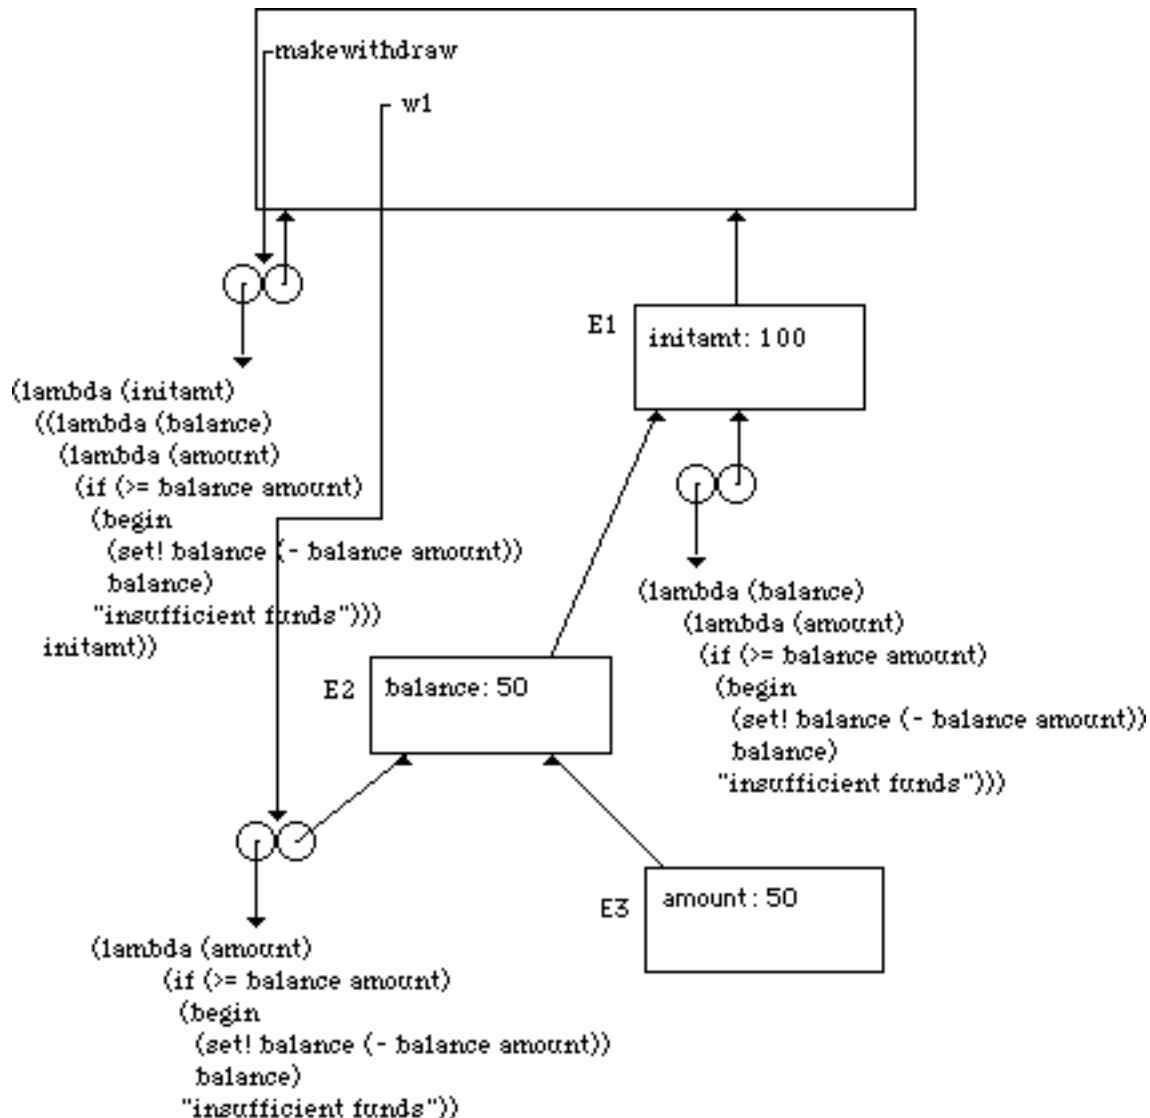 makewithdraw
w1
E1
initamt: 100
(lambda (initamt)
((lambda (balance)
(lambda (amount)
(if (>= balance amount)
(begin
(set! balance (- balance amount))
balance)
"insufficient funds")))
initamt))
(lambda (balance)
(lambda (amount)
(if (>= balance amount)
(begin
(set! balance (- balance amount))
balance)
"insufficient funds")))
E2
balance: 50
E3
amount: 50
(lambda (amount)
(if (>= balance amount)
(begin
(set! balance (- balance amount))
balance)
"insufficient funds"))